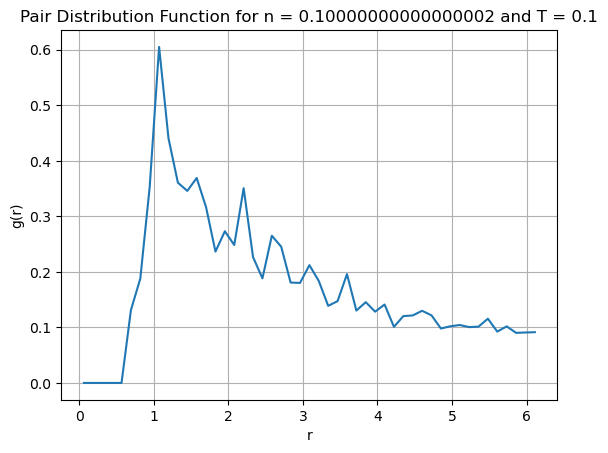 Pair Distribution Function for n = 0.10000000000000002 and T = 0.1
g(r)
0.6
0.5
0.4
0.3
0.2
0.1
0.0
0 1 2 3 4 5 6
r